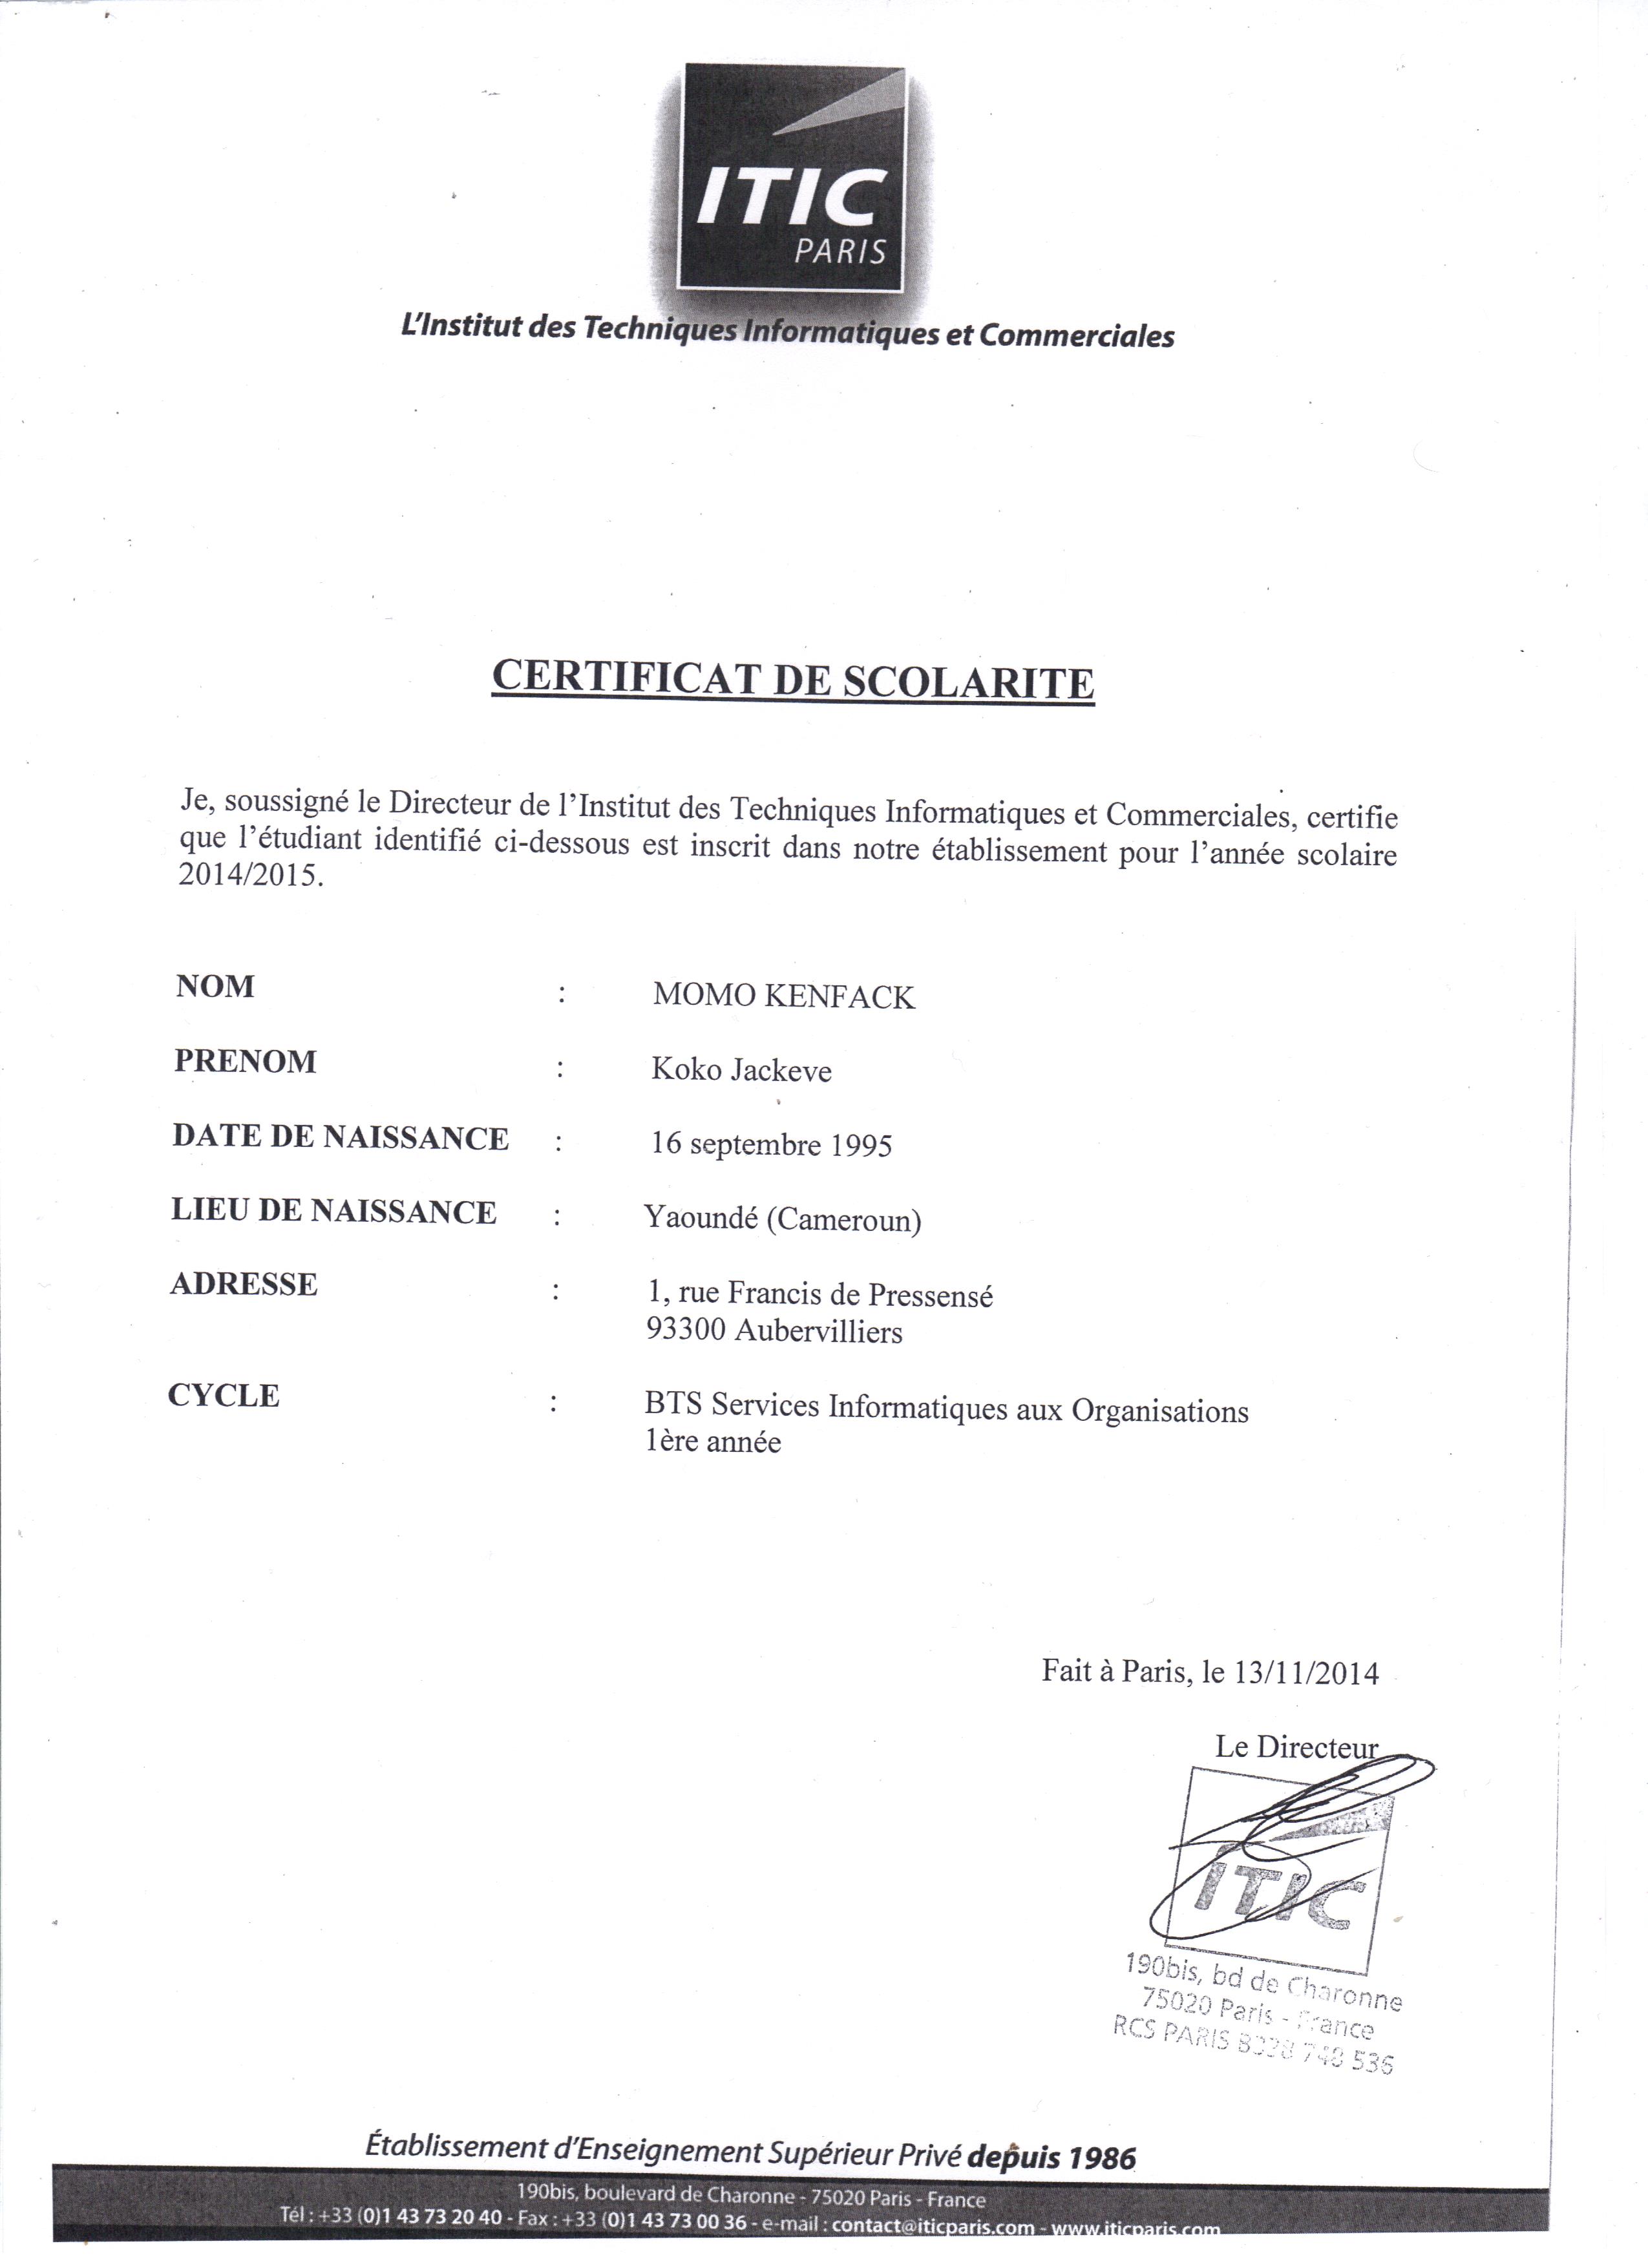 ITIC
PARIS
L'Institut des Techniques Informatiques et Commerciales
CERTIFICAT DE SCOLARITE
Je, soussigné le Directeur de l'Institut des Techniques Informatiques et Commerciales, certifie
que l'étudiant identifié ci-dessous est inscrit dans notre établissement pour l'année scolaire
2014/2015.
NOM : MOMO KENFACK
PRENOM : Koko Jackeve
DATE DE NAISSANCE : 16 septembre 1995
LIEU DE NAISSANCE : Yaoundé (Cameroun)
ADRESSE : 1, rue Francis de Pressensé
93300 Aubervilliers
CYCLE : BTS Services Informatiques aux Organisations
1ère année
Fait à Paris, le 13/11/2014
Le Directeur
ITIC
190bis, bd de Charonne
75020 Paris - France
RCS PARIS 748 536
Établissement d'Enseignement Supérieur Privé depuis 1986
190bis, boulevard de Charonne - 75020 Paris - France
Tél : +33 (0)1 43 73 20 40 - Fax : +33 (0)1 43 73 00 36 - e-mail : contact@iticparis.com - www.iticparis.com